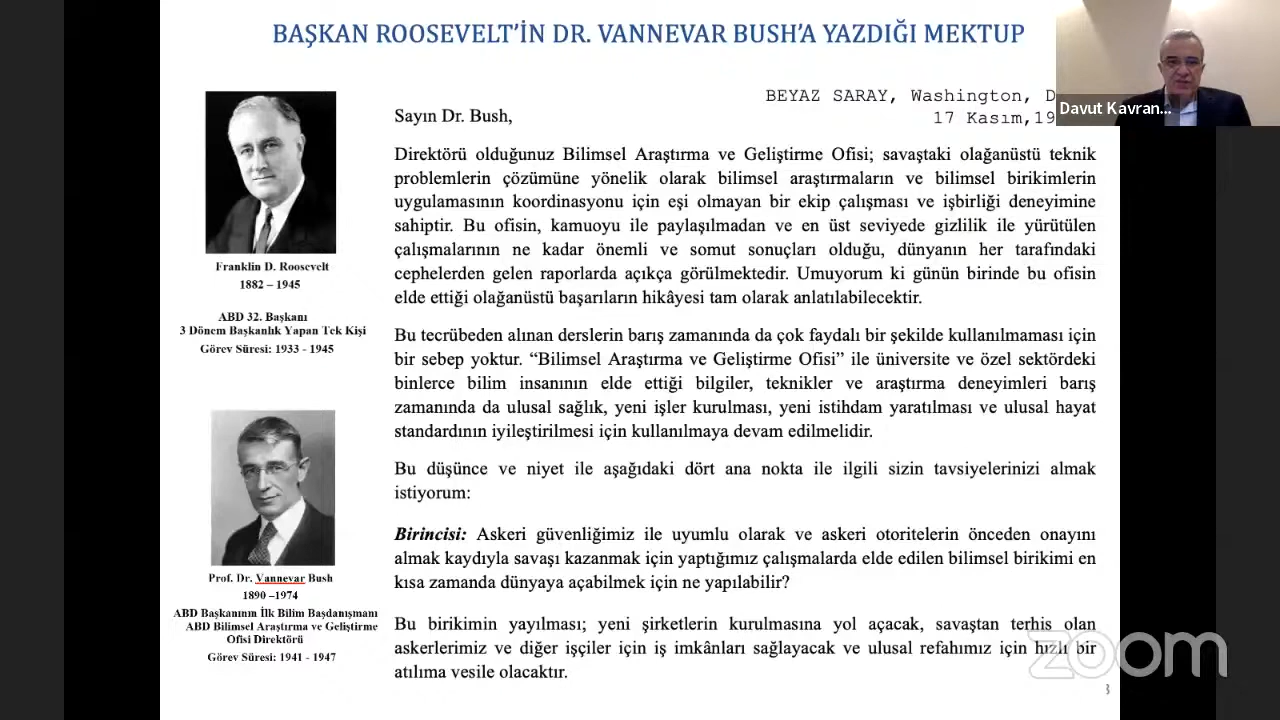 BAŞKAN ROOSEVELT'İN DR. VANNEVAR BUSH'A YAZDIĞI MEKTUP
Davut Kavran...
Franklin D. Roosevelt
1882 – 1945
ABD 32. Başkanı
3 Dönem Başkanlık Yapan Tek Kişi
Görev Süresi: 1933 - 1945
Prof. Dr. Vannevar Bush
1890 –1974
ABD Başkanının İlk Bilim Başdanışmanı
ABD Bilimsel Araştırma ve Geliştirme
Ofisi Direktörü
Görev Süresi: 1941 - 1947
BEYAZ SARAY, Washington,
17 Kasım,
Sayın Dr. Bush,
Direktörü olduğunuz Bilimsel Araştırma ve Geliştirme Ofisi; savaştaki olağanüstü teknik
problemlerin çözümüne yönelik olarak bilimsel araştırmaların ve bilimsel birikimlerin
uygulamasının koordinasyonu için eşi olmayan bir ekip çalışması ve işbirliği deneyimine
sahiptir. Bu ofisin, kamuoyu ile paylaşılmadan ve en üst seviyede gizlilik ile yürütülen
çalışmalarının ne kadar önemli ve somut sonuçları olduğu, dünyanın her tarafındaki
cephelerden gelen raporlarda açıkça görülmektedir. Umuyorum ki günün birinde bu ofisin
elde ettiği olağanüstü başarıların hikâyesi tam olarak anlatılabilecektir.
Bu tecrübeden alınan derslerin barış zamanında da çok faydalı bir şekilde kullanılmaması için
bir sebep yoktur. “Bilimsel Araştırma ve Geliştirme Ofisi” ile üniversite ve özel sektördeki
binlerce bilim insanının elde ettiği bilgiler, teknikler ve araştırma deneyimleri barış
zamanında da ulusal sağlık, yeni işler kurulması, yeni istihdam yaratılması ve ulusal hayat
standardının iyileştirilmesi için kullanılmaya devam edilmelidir.
Bu düşünce ve niyet ile aşağıdaki dört ana nokta ile ilgili sizin tavsiyelerinizi almak
istiyorum:
Birincisi: Askeri güvenliğimiz ile uyumlu olarak ve askeri otoritelerin önceden onayını
almak kaydıyla savaşı kazanmak için yaptığımız çalışmalarda elde edilen bilimsel birikimi en
kısa zamanda dünyaya açabilmek için ne yapılabilir?
Bu birikimin yayılması; yeni şirketlerin kurulmasına yol açacak, savaştan terhis olan
askerlerimiz ve diğer işçiler için iş imkânları sağlayacak ve ulusal refahımız için hızlı bir
atılıma vesile olacaktır.
zoom